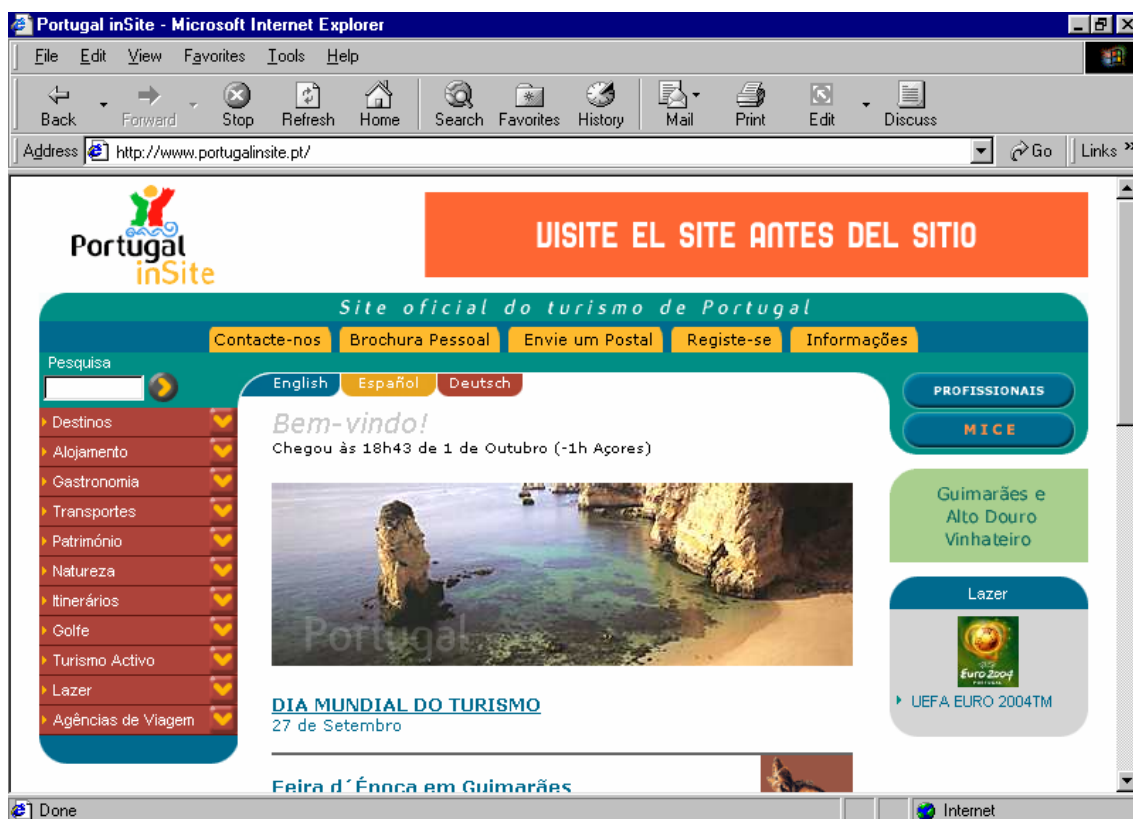 Portugal inSite - Microsoft Internet Explorer
File Edit View Favorites Tools Help
Back Forward Stop Refresh Home Search Favorites History Mail Print Edit Discuss
Address http://www.portugalinsite.pt/ Go Links »
Portugal
inSite
VISITE EL SITE ANTES DEL SITIO
Site oficial do turismo de Portugal
Contacte-nos Brochura Pessoal Envie um Postal Registe-se Informações
Pesquisa
English Español Deutsch
PROFISSIONAIS
MICE
Bem-vindo!
Chegou às 18h43 de 1 de Outubro (-1h Açores)
Destinos
Alojamento
Gastronomia
Transportes
Património
Natureza
Itinerários
Golfe
Turismo Activo
Lazer
Agências de Viagem
Portugal
DIA MUNDIAL DO TURISMO
27 de Setembro
Feira d´Época em Guimarães
Guimarães e
Alto Douro
Vinhateiro
Lazer
Euro 2004
PORTUGAL
UEFA EURO 2004TM
Done Internet